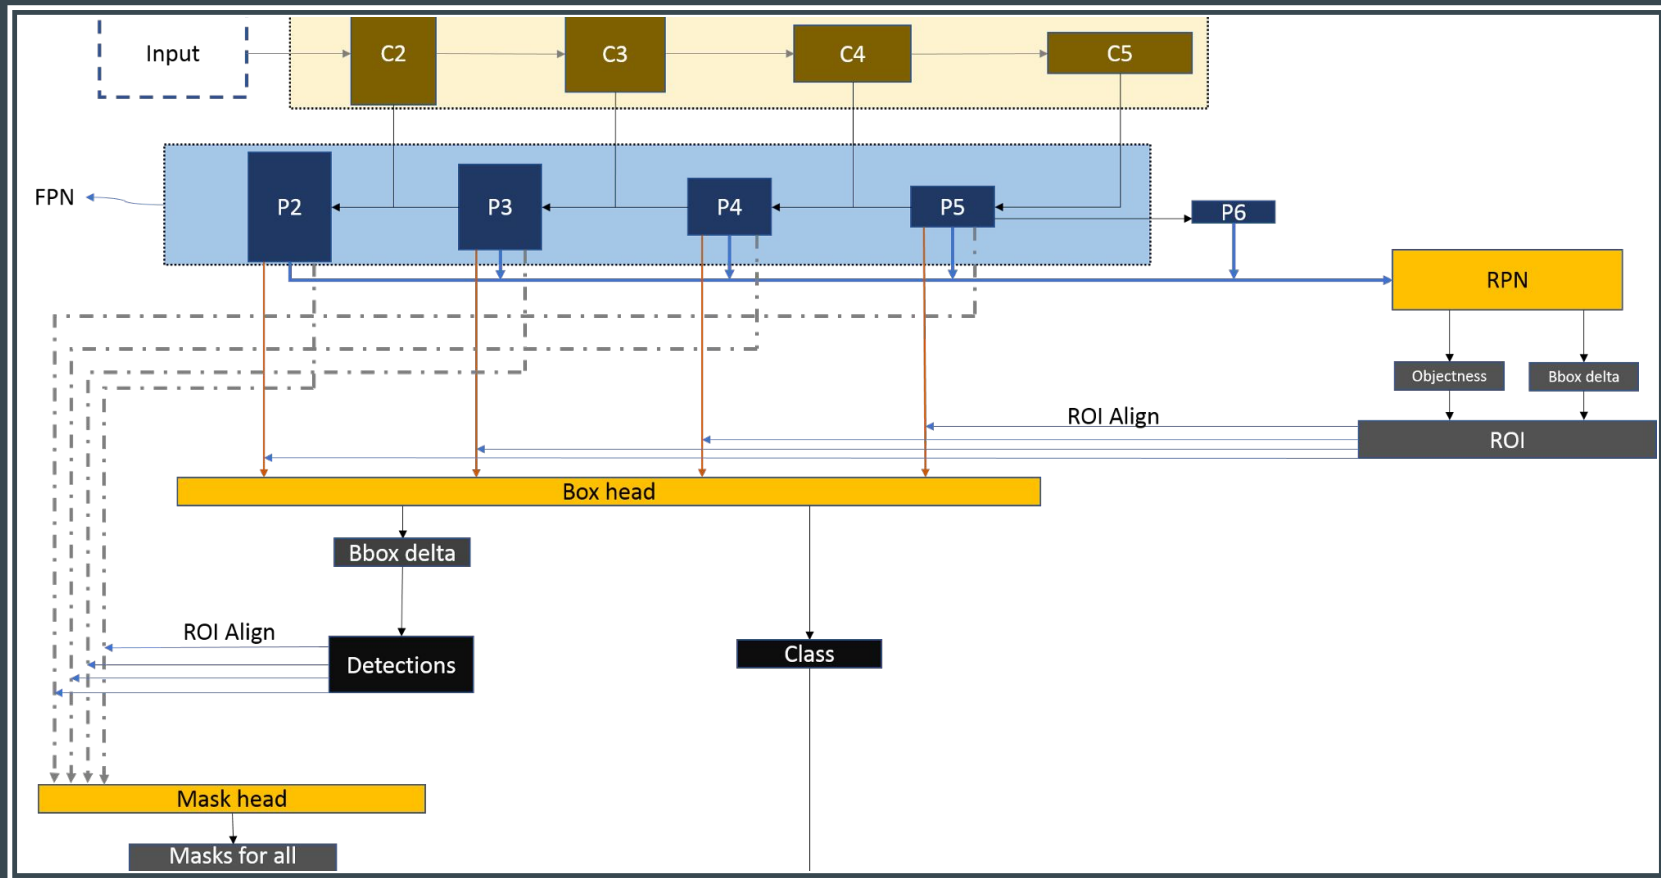 Input
C2
C3
C4
C5
FPN
P2
P3
P4
P5
P6
RPN
Objectness
Bbox delta
ROI Align
ROI
Box head
Bbox delta
ROI Align
Detections
Class
Mask head
Masks for all